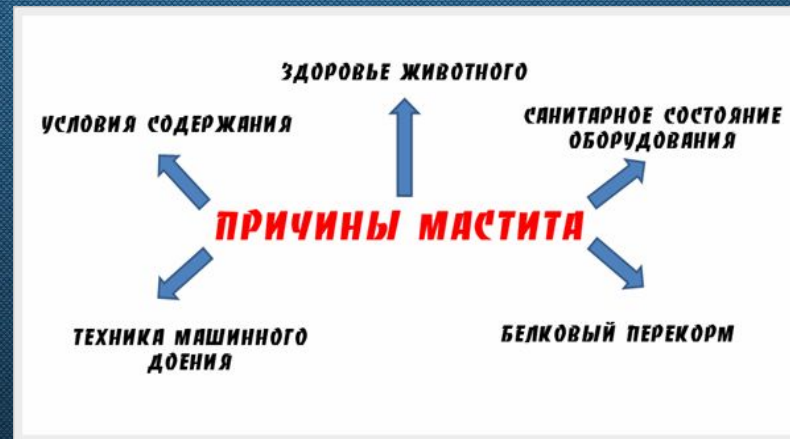 ЗДОРОВЬЕ ЖИВОТНОГО
УСЛОВИЯ СОДЕРЖАНИЯ
САНИТАРНОЕ СОСТОЯНИЕ
ОБОРУДОВАНИЯ
ПРИЧИНЫ МАСТИТА
ТЕХНИКА МАШИННОГО
ДОЕНИЯ
БЕЛКОВЫЙ ПЕРЕКОРМ